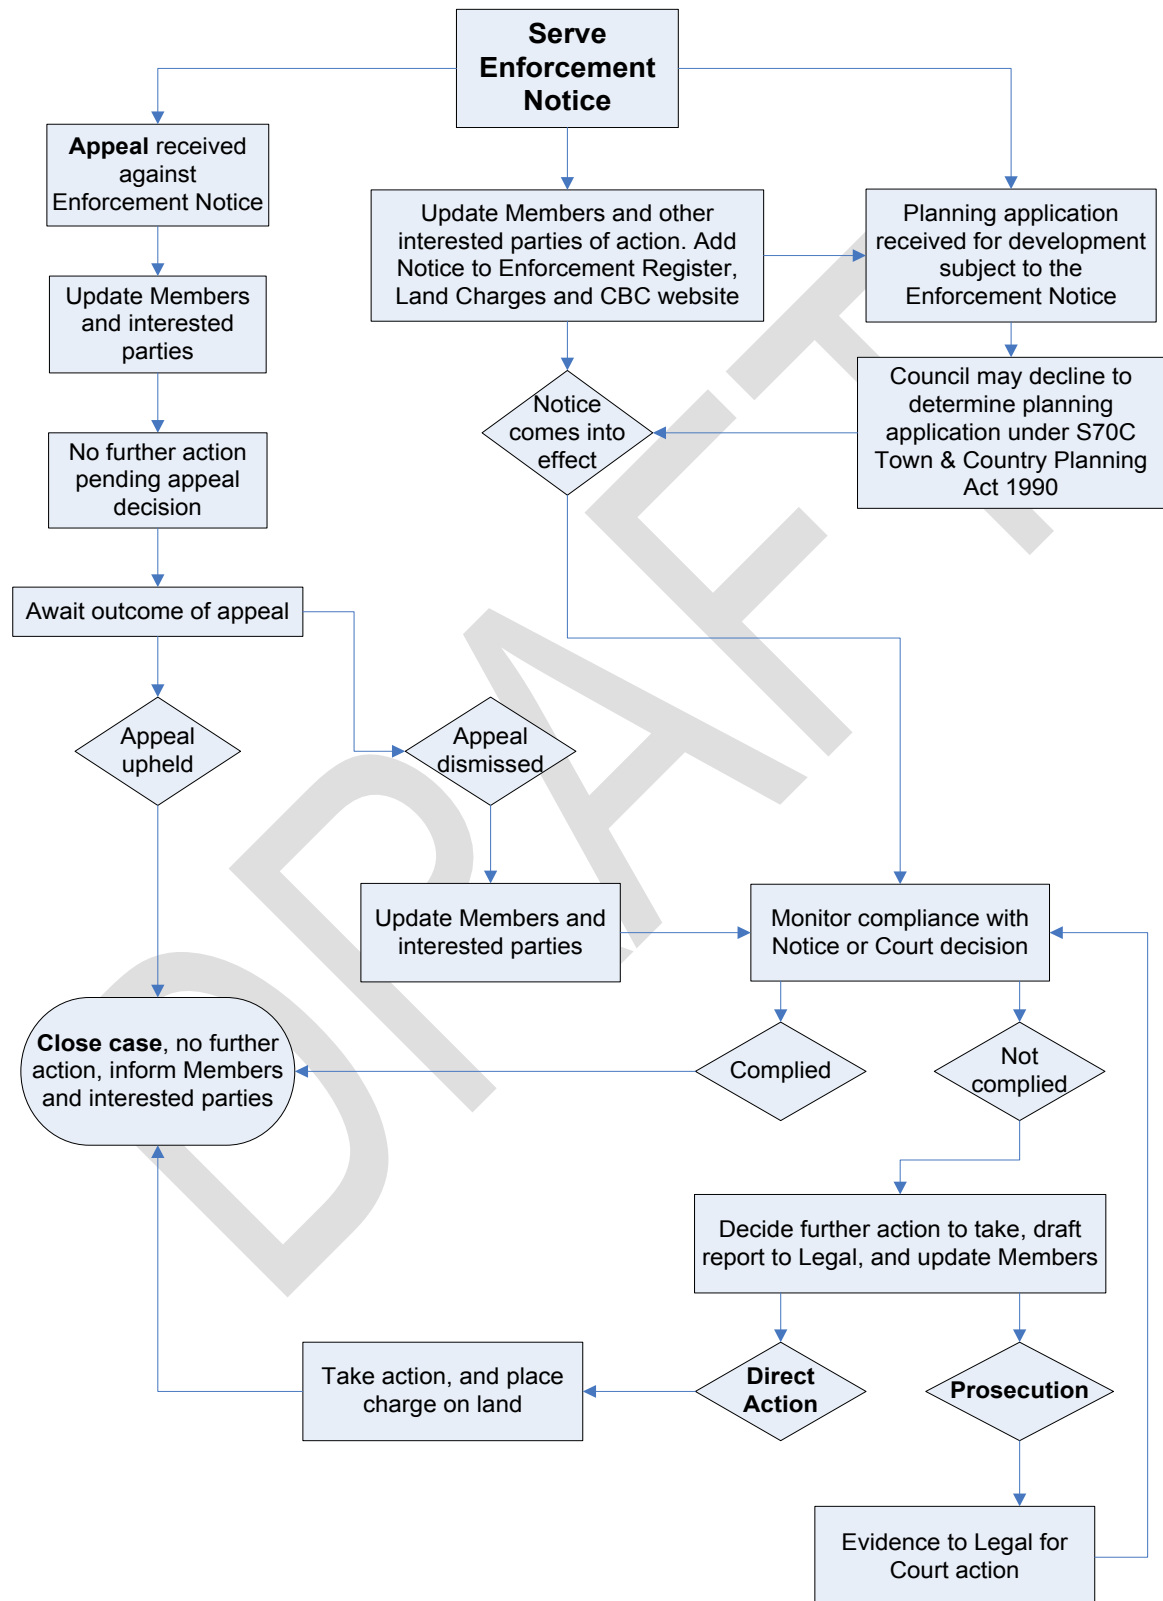 Serve
Enforcement
Notice
Appeal received
against
Enforcement Notice
Update Members and other
interested parties of action. Add
Notice to Enforcement Register,
Land Charges and CBC website
Planning application
received for development
subject to the
Enforcement Notice
Update Members
and interested
parties
Council may decline to
determine planning
application under S70C
Town & Country Planning
Act 1990
Notice
comes into
effect
No further action
pending appeal
decision
Await outcome of appeal
Appeal
upheld
Appeal
dismissed
Update Members and
interested parties
Monitor compliance with
Notice or Court decision
Close case, no further
action, inform Members
and interested parties
Complied
Not
complied
Decide further action to take, draft
report to Legal, and update Members
Take action, and place
charge on land
Direct
Action
Prosecution
Evidence to Legal for
Court action
DRAFT